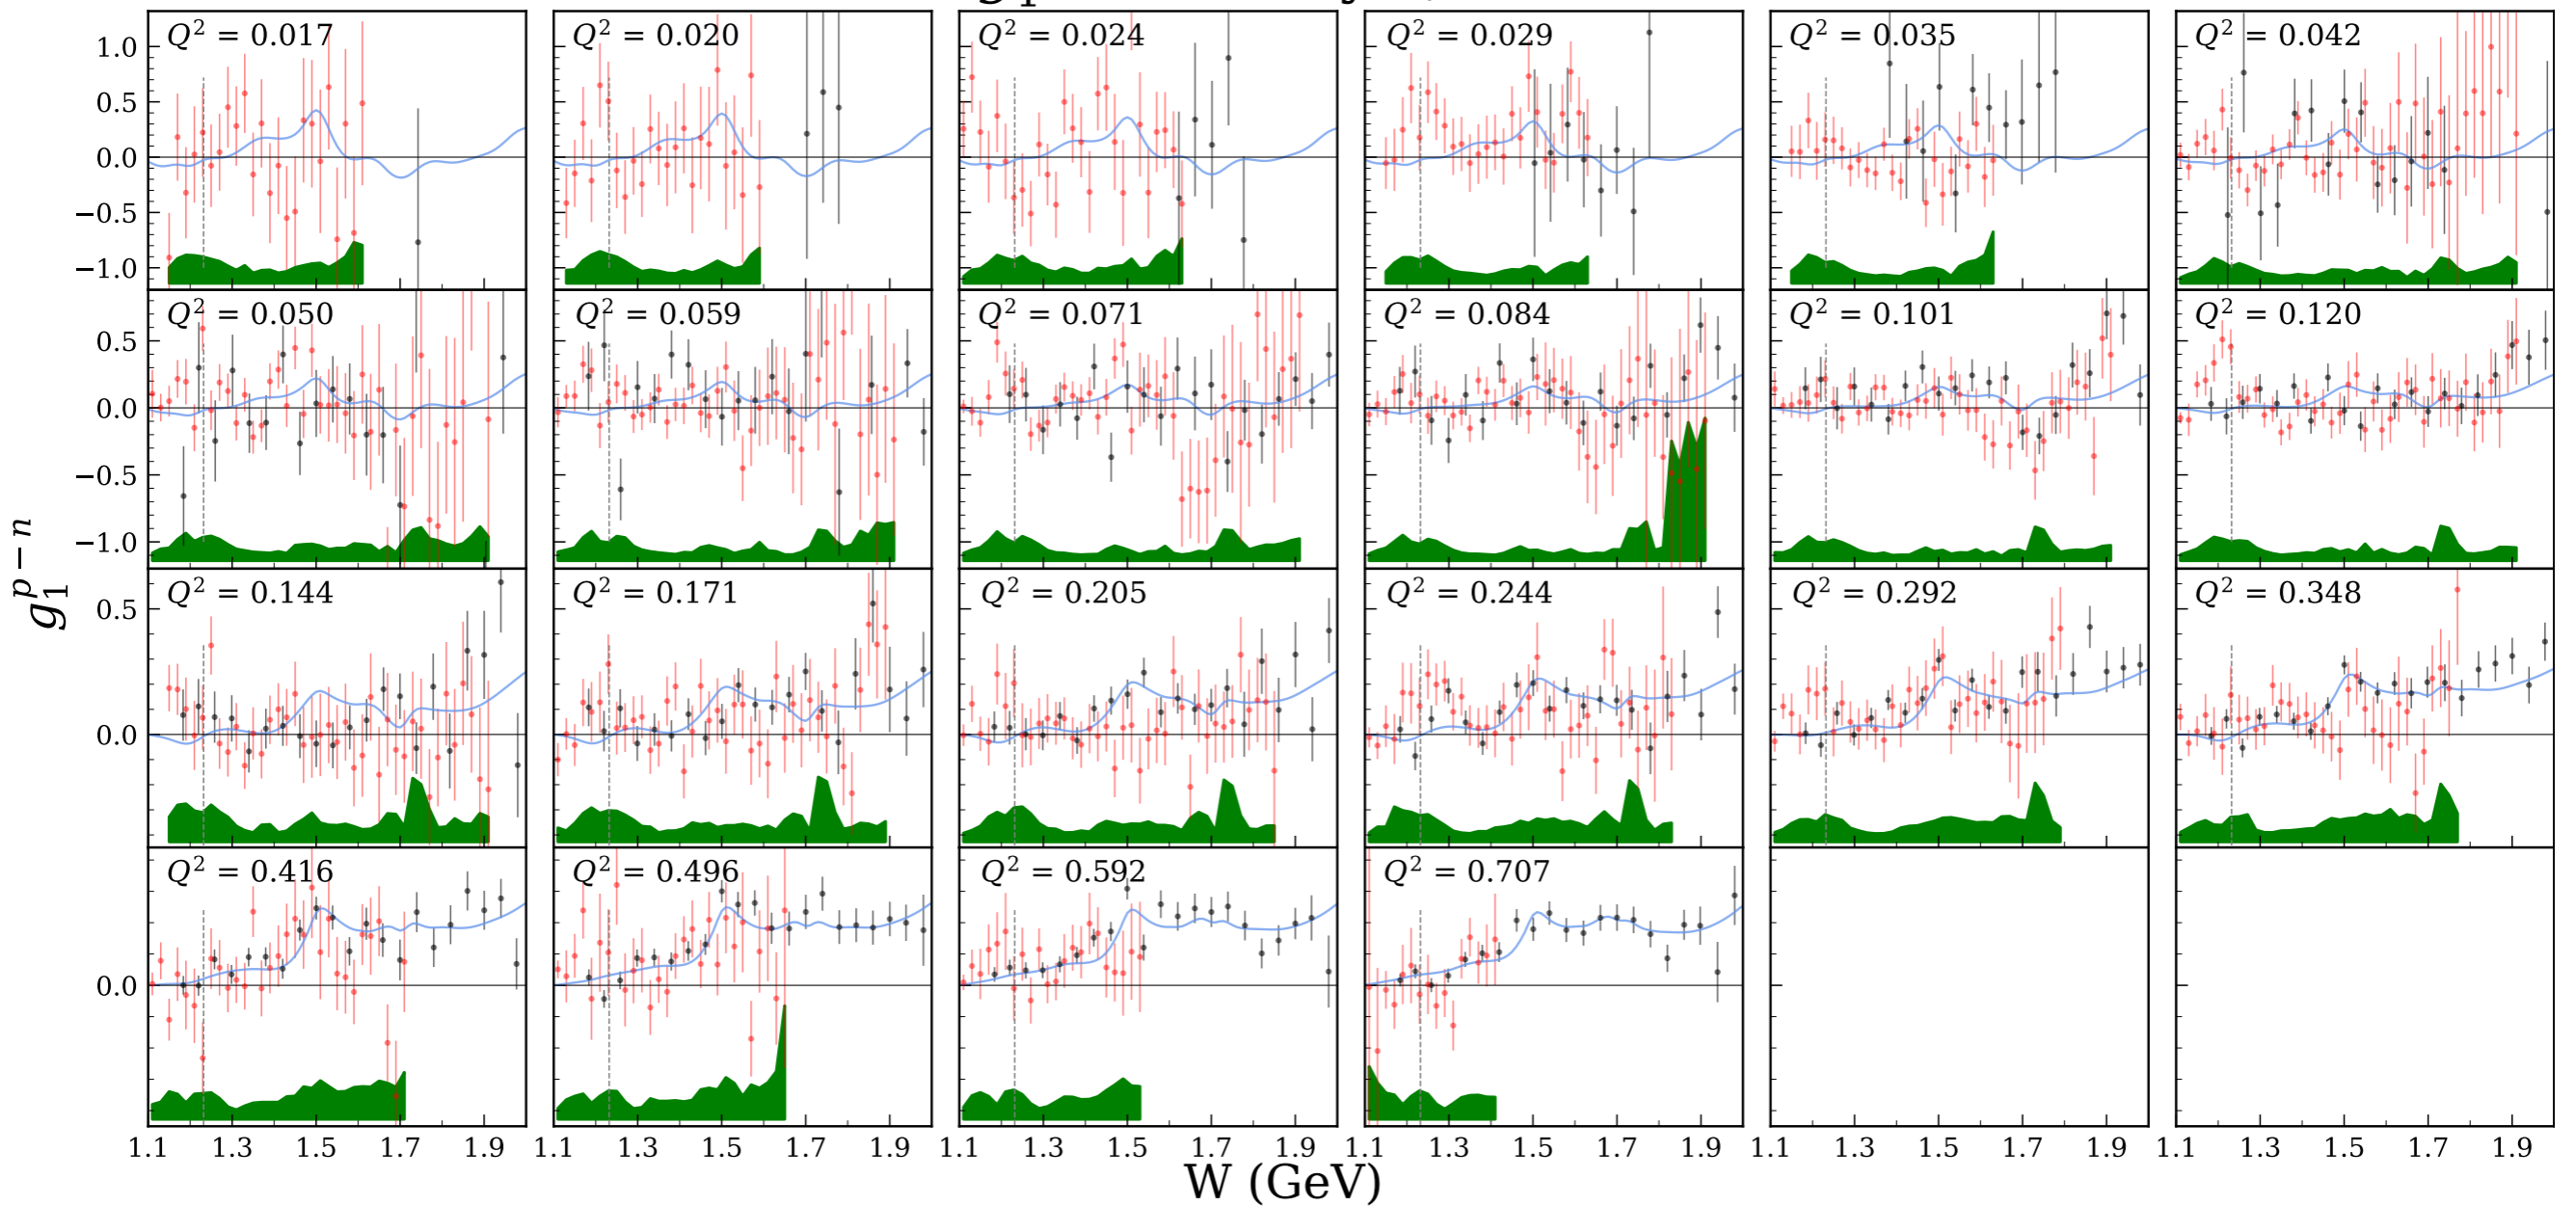 Q² = 0.017 Q² = 0.020 Q² = 0.024 Q² = 0.029 Q² = 0.035 Q² = 0.042
1.0
0.5
0.0
−0.5
−1.0
Q² = 0.050 Q² = 0.059 Q² = 0.071 Q² = 0.084 Q² = 0.101 Q² = 0.120
0.5
0.0
−0.5
−1.0
g₁ᵖ⁻ⁿ
Q² = 0.144 Q² = 0.171 Q² = 0.205 Q² = 0.244 Q² = 0.292 Q² = 0.348
0.5
0.0
Q² = 0.416 Q² = 0.496 Q² = 0.592 Q² = 0.707
0.0
1.1 1.3 1.5 1.7 1.9 1.1 1.3 1.5 1.7 1.9 1.1 1.3 1.5 1.7 1.9 1.1 1.3 1.5 1.7 1.9 1.1 1.3 1.5 1.7 1.9 1.1 1.3 1.5 1.7 1.9
W (GeV)